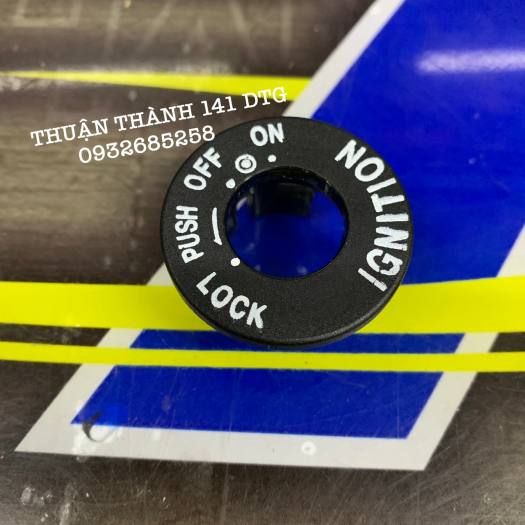 THUẬN THÀNH 141 DTG
0932685258
ON
OFF
PUSH
LOCK
IGNITION